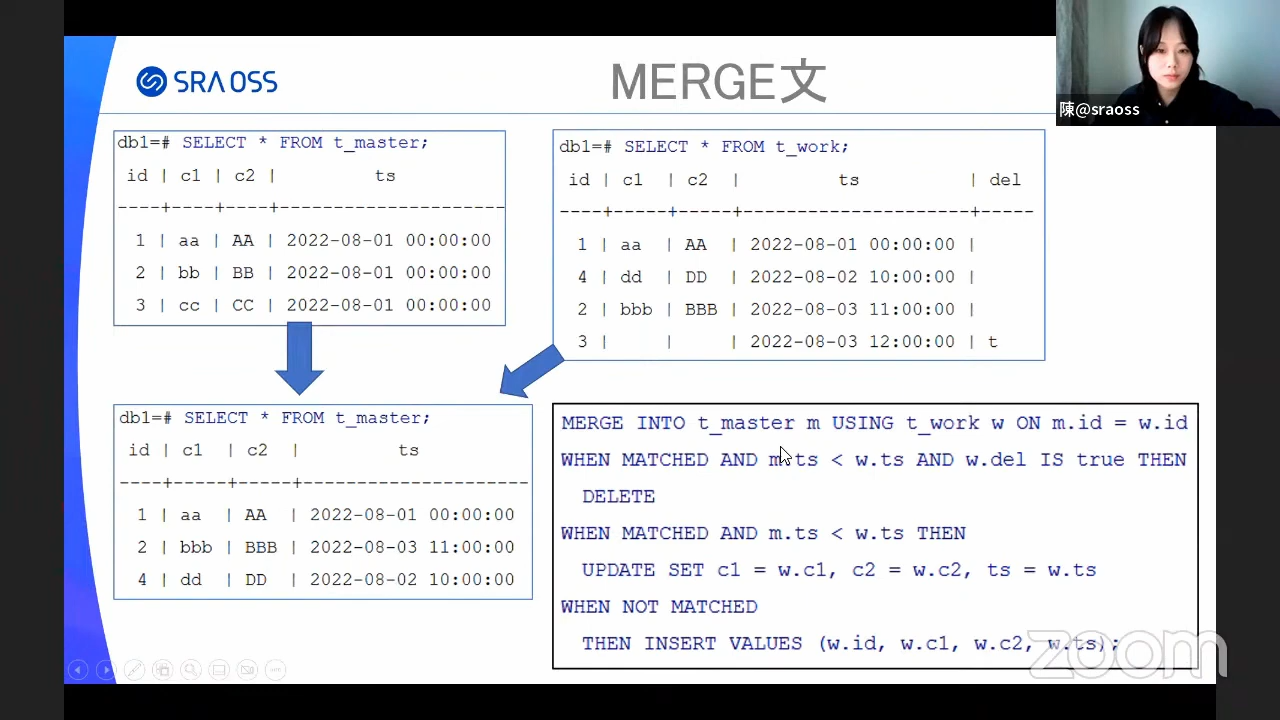 SRA OSS
MERGE文
陳@sraoss
db1=# SELECT * FROM t_master;
id | c1 | c2 | ts
----+----+----+---------------------
1 | aa | AA | 2022-08-01 00:00:00
2 | bb | BB | 2022-08-01 00:00:00
3 | cc | CC | 2022-08-01 00:00:00
db1=# SELECT * FROM t_work;
id | c1 | c2 | ts | del
----+-----+-----+---------------------+-----
1 | aa | AA | 2022-08-01 00:00:00 |
4 | dd | DD | 2022-08-02 10:00:00 |
2 | bbb | BBB | 2022-08-03 11:00:00 |
3 | | | 2022-08-03 12:00:00 | t
db1=# SELECT * FROM t_master;
id | c1 | c2 | ts
----+-----+-----+---------------------
1 | aa | AA | 2022-08-01 00:00:00
2 | bbb | BBB | 2022-08-03 11:00:00
4 | dd | DD | 2022-08-02 10:00:00
MERGE INTO t_master m USING t_work w ON m.id = w.id
WHEN MATCHED AND m.ts < w.ts AND w.del IS true THEN
DELETE
WHEN MATCHED AND m.ts < w.ts THEN
UPDATE SET c1 = w.c1, c2 = w.c2, ts = w.ts
WHEN NOT MATCHED
THEN INSERT VALUES (w.id, w.c1, w.c2, w.ts);
zoom